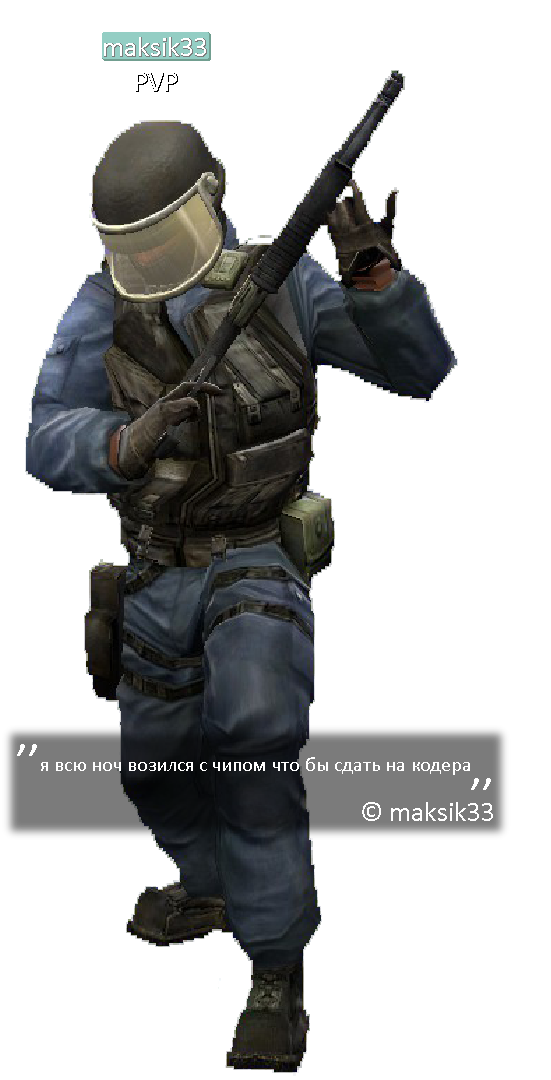 maksik33
PVP
” я всю ноч возился с чипом что бы сдать на кодера
”
© maksik33